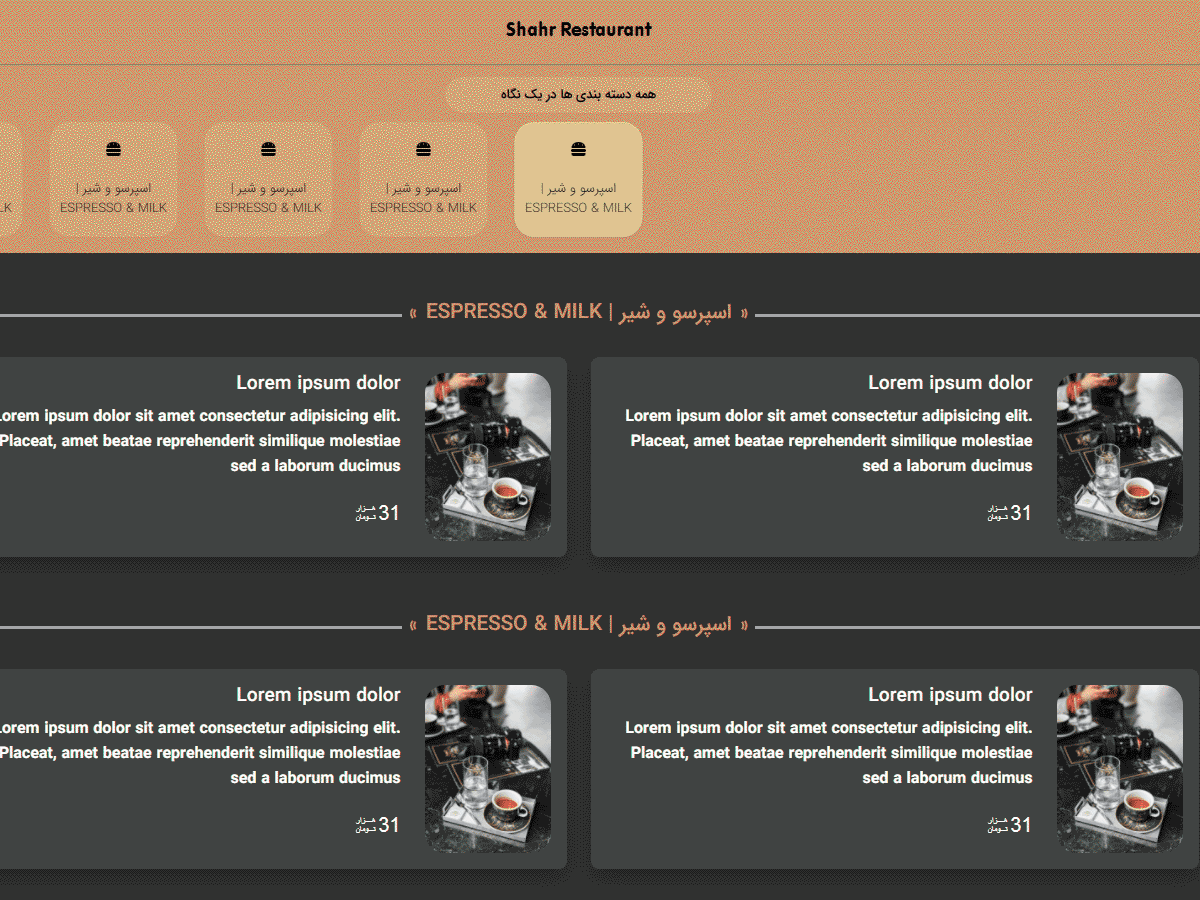 Shahr Restaurant
همه دسته بندی ها در یک نگاه
اسپرسو و شیر |
ESPRESSO & MILK
اسپرسو و شیر |
ESPRESSO & MILK
اسپرسو و شیر |
ESPRESSO & MILK
اسپرسو و شیر |
ESPRESSO & MILK
LK
« اسپرسو و شیر | ESPRESSO & MILK »
Lorem ipsum dolor
Lorem ipsum dolor sit amet consectetur adipisicing elit.
Placeat, amet beatae reprehenderit similique molestiae
sed a laborum ducimus
31 هزار تومان
Lorem ipsum dolor
Lorem ipsum dolor sit amet consectetur adipisicing elit.
Placeat, amet beatae reprehenderit similique molestiae
sed a laborum ducimus
31 هزار تومان
« اسپرسو و شیر | ESPRESSO & MILK »
Lorem ipsum dolor
Lorem ipsum dolor sit amet consectetur adipisicing elit.
Placeat, amet beatae reprehenderit similique molestiae
sed a laborum ducimus
31 هزار تومان
Lorem ipsum dolor
Lorem ipsum dolor sit amet consectetur adipisicing elit.
Placeat, amet beatae reprehenderit similique molestiae
sed a laborum ducimus
31 هزار تومان